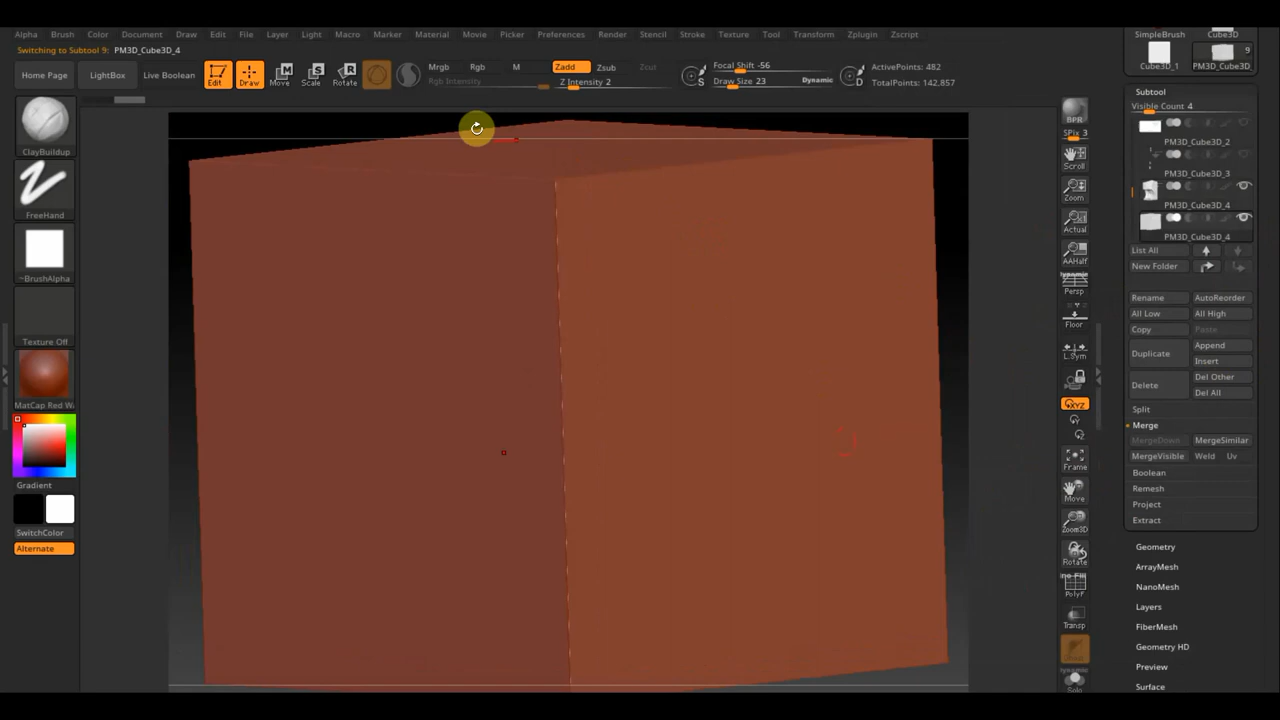 Alpha Brush Color Document Draw Edit File Layer Light Macro Marker Material Movie Picker Preferences Render Stencil Stroke Texture Tool Transform Zplugin Zscript
Switching to Subtool 9: PM3D_Cube3D_4
Home Page LightBox Live Boolean Edit Draw Move Scale Rotate
Mrgb Rgb M Zadd Zsub Zcut
Rgb Intensity Z Intensity 2
Focal Shift -56
Draw Size 23 Dynamic
S
D
ActivePoints: 482
TotalPoints: 142,857
SimpleBrush Cube3D
9
Cube3D_1 PM3D_Cube3D_
Subtool
Visible Count 4
PM3D_Cube3D_2
PM3D_Cube3D_3
PM3D_Cube3D_4
PM3D_Cube3D_4
List All
New Folder
Rename AutoReorder
All Low All High
Copy Paste
Duplicate Append
Insert
Delete Del Other
Del All
Split
Merge
MergeDown MergeSimilar
MergeVisible Weld Uv
Boolean
Remesh
Project
Extract
Geometry
ArrayMesh
NanoMesh
Layers
FiberMesh
Geometry HD
Preview
Surface
ClayBuildup
FreeHand
~BrushAlpha
Texture Off
MatCap Red Wa
Gradient
SwitchColor
Alternate
BPR
SPix 3
Scroll
Zoom
Actual
AAHalf
Dynamic
Persp
Floor
L.Sym
XYZ
Frame
Move
Zoom3D
Rotate
PolyF
Transp
Dynamic
Solo